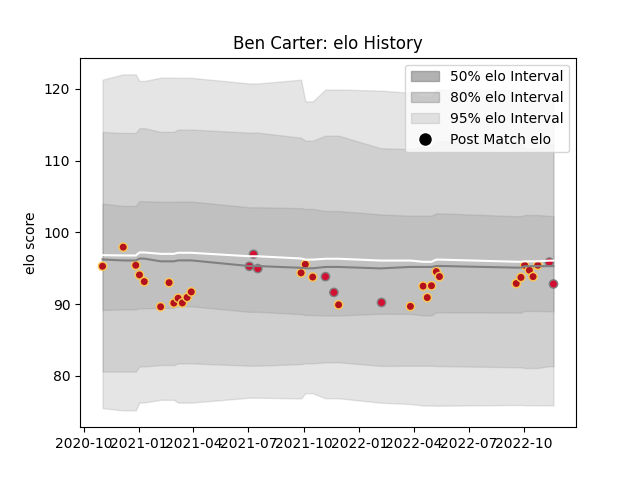 Ben Carter: elo History
50% elo Interval
80% elo Interval
95% elo Interval
Post Match elo
elo score
120
110
100
90
80
2020-10 2021-01 2021-04 2021-07 2021-10 2022-01 2022-04 2022-07 2022-10